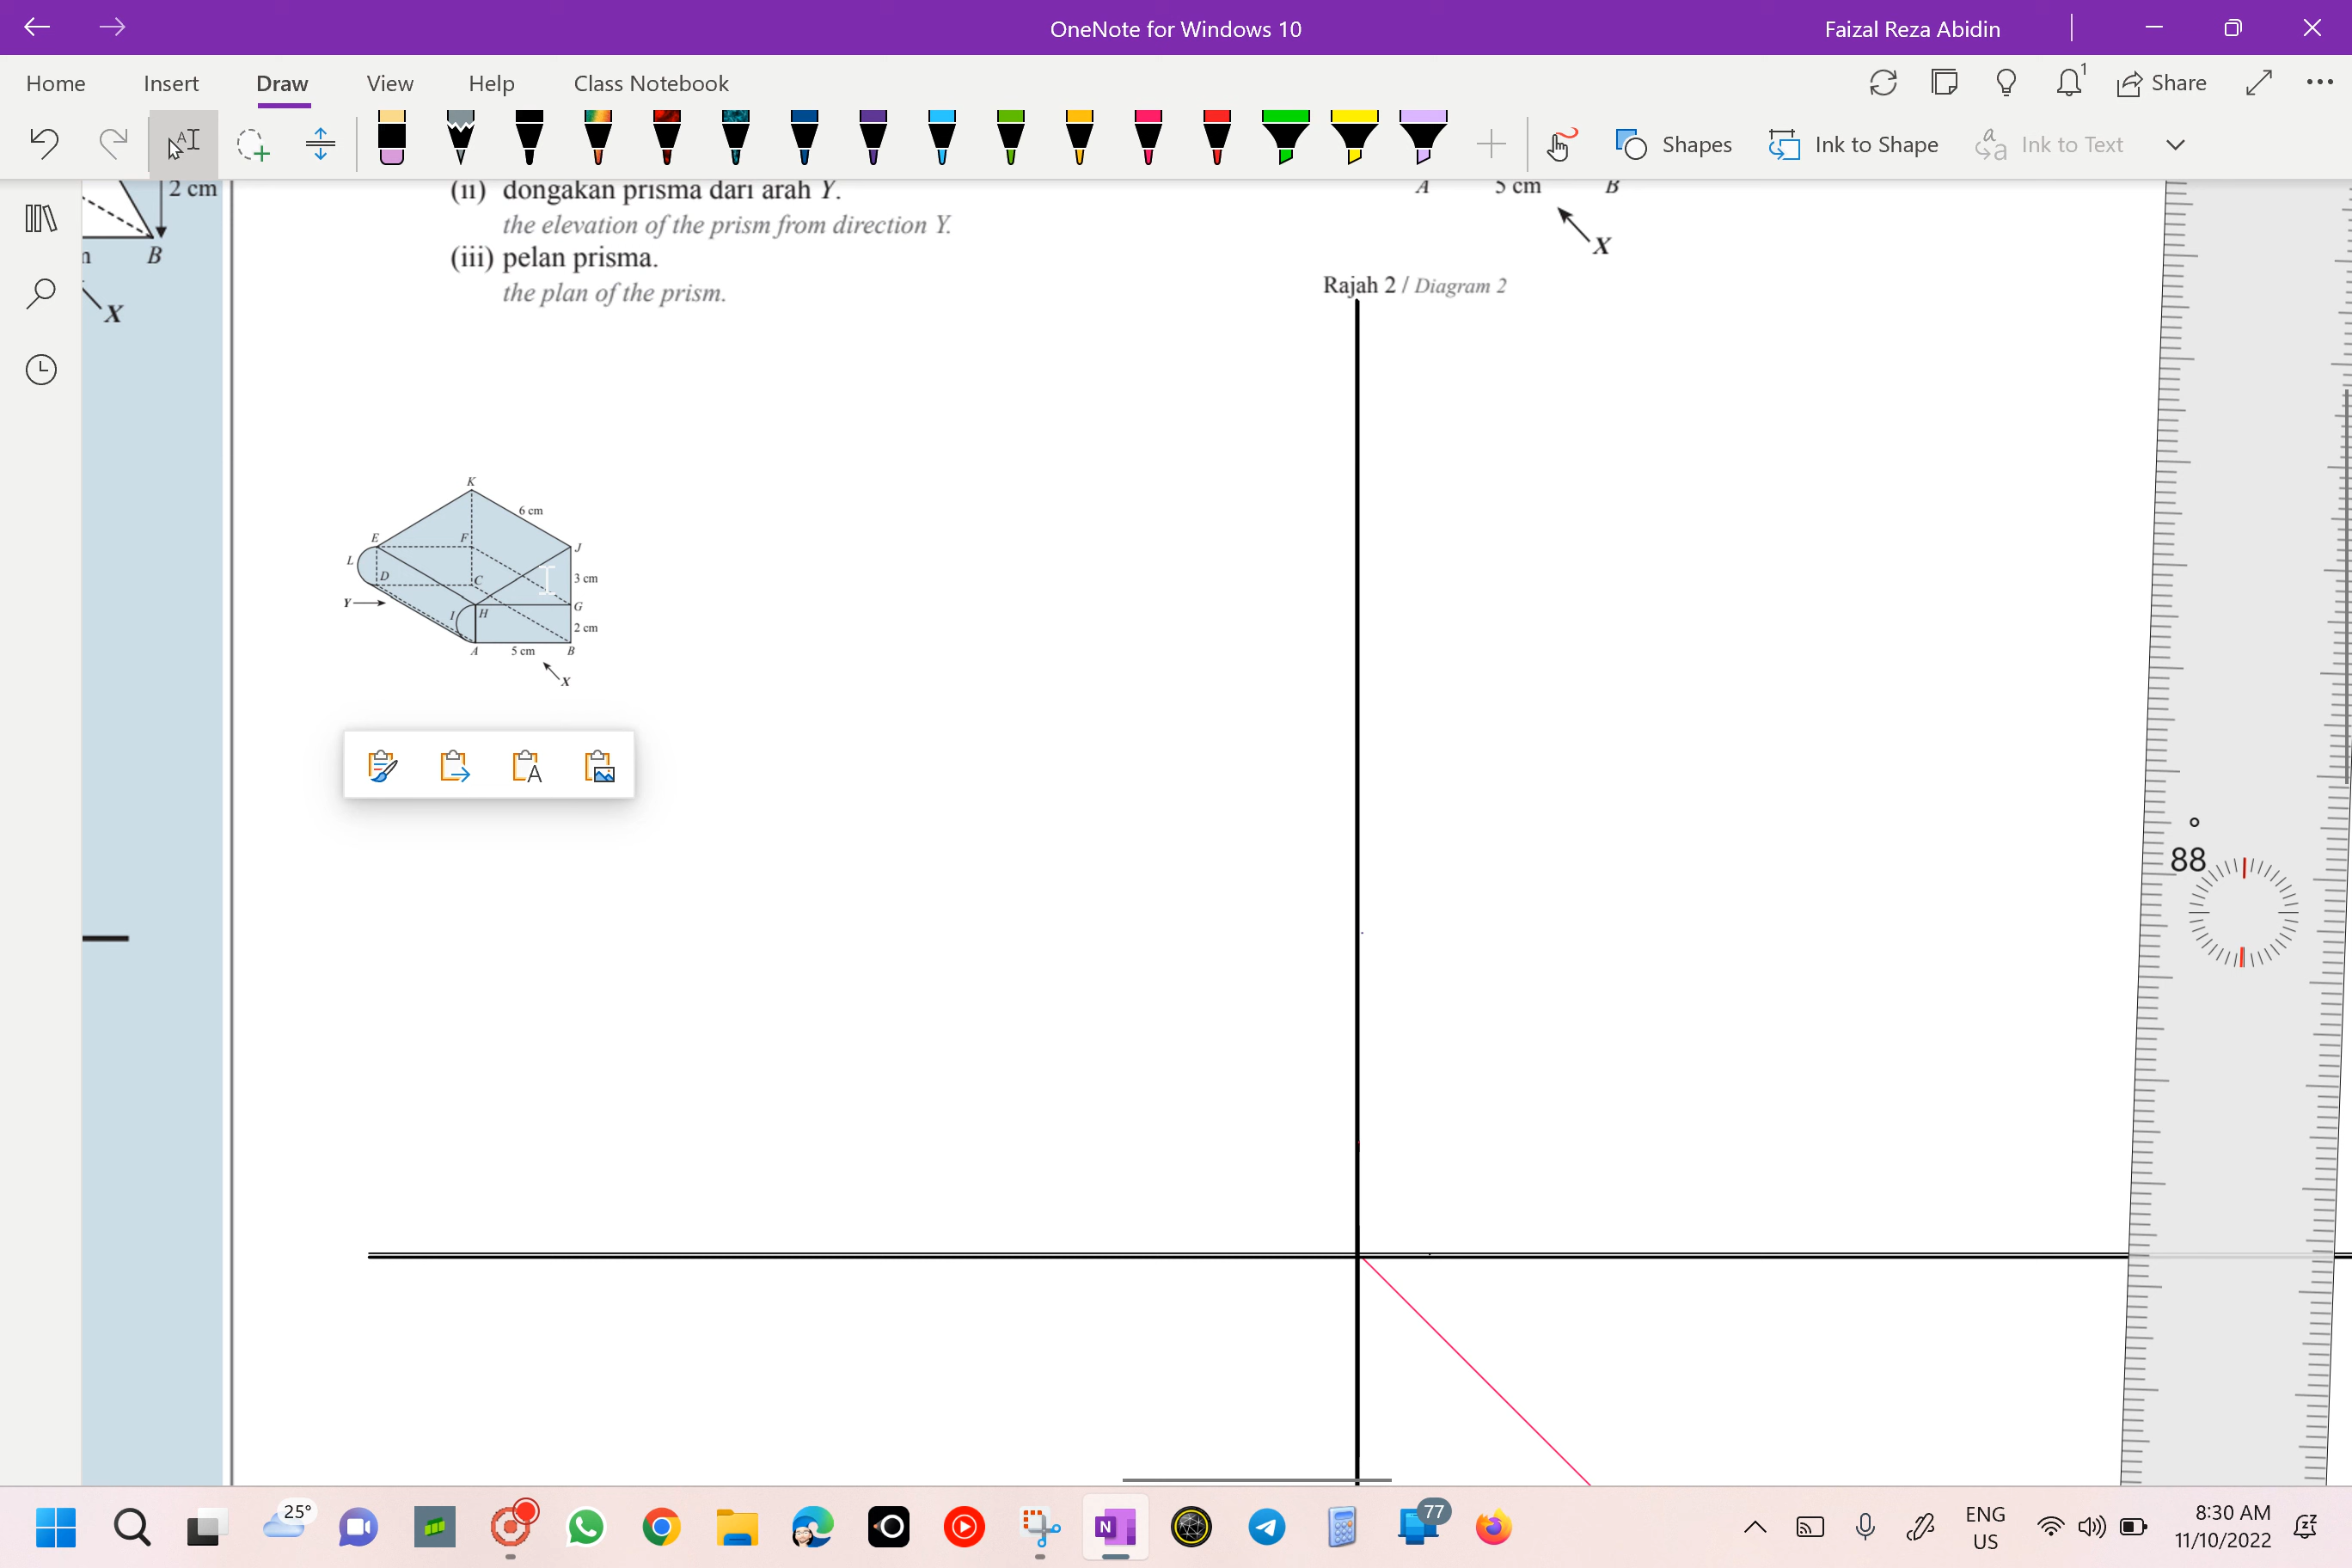 OneNote for Windows 10
Faizal Reza Abidin
Home Insert Draw View Help Class Notebook
1
Share
Shapes
Ink to Shape
Ink to Text
2 cm
B
X
(ii) dongakan prisma dari arah Y.
the elevation of the prism from direction Y.
(iii) pelan prisma.
the plan of the prism.
A 5 cm B
X
Rajah 2 / Diagram 2
K
6 cm
E F J
L
D C 3 cm
Y G
I H
2 cm
A 5 cm B
X
°
88
25°
77
ENG
US
8:30 AM
11/10/2022